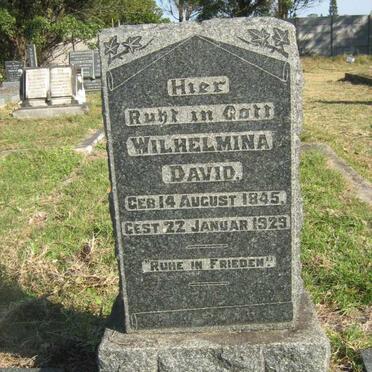 Hier
Ruht in Gott
WILHELMINA
DAVID.
GEB 14 AUGUST 1845.
GEST 22 JANUAR 1929
"RUHE IN FRIEDEN"